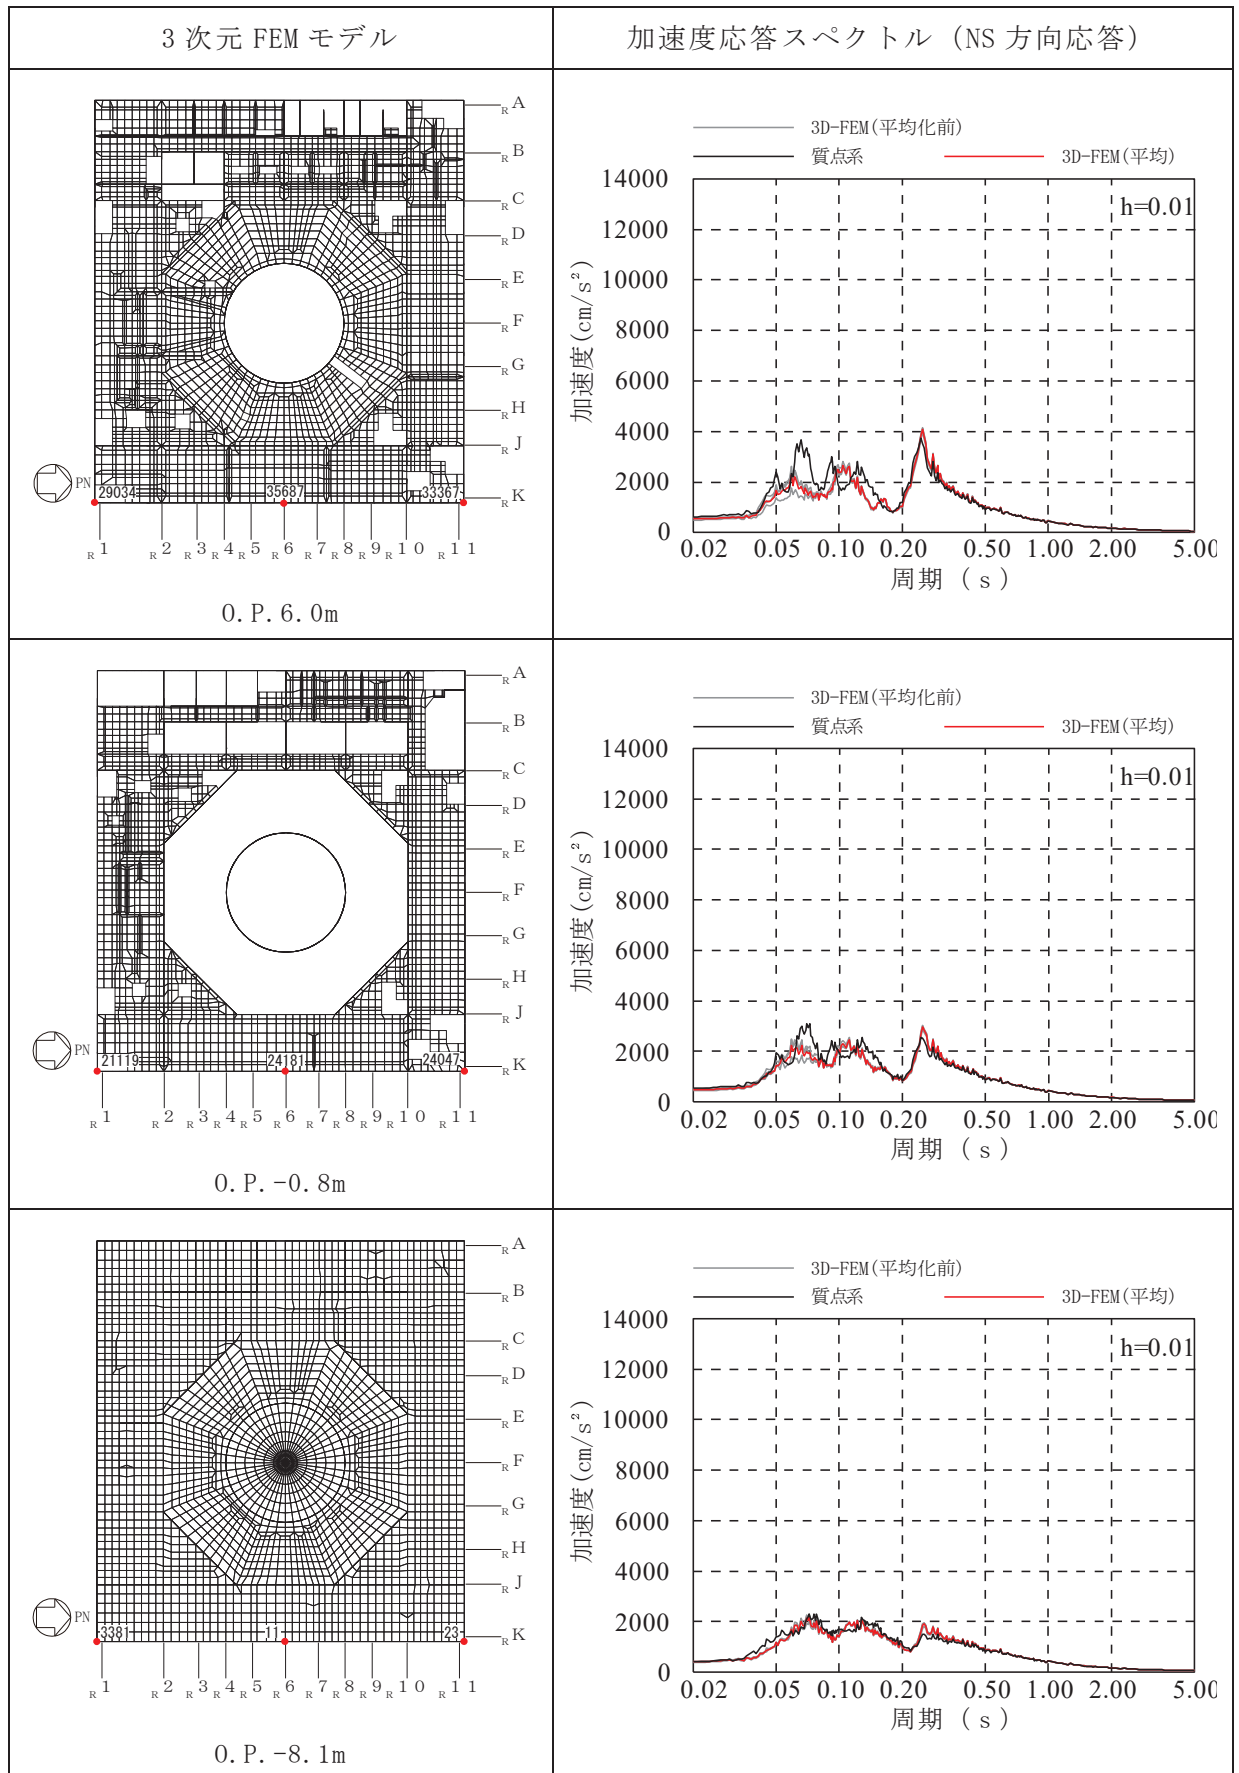 3次元 FEM モデル
加速度応答スペクトル（NS 方向応答）
RA
RB
RC
RD
RE
RF
RG
RH
RJ
RK
PN
29034
35687
33367
R1 R2 R3 R4 R5 R6 R7 R8 R9 R10 R11
O.P.6.0m
3D-FEM(平均化前)
質点系
3D-FEM(平均)
h=0.01
加速度(cm/s²)
14000
12000
10000
8000
6000
4000
2000
0
0.02 0.05 0.10 0.20 0.50 1.00 2.00 5.00
周期（s）
RA
RB
RC
RD
RE
RF
RG
RH
RJ
RK
PN
21119
24181
24047
R1 R2 R3 R4 R5 R6 R7 R8 R9 R10 R11
O.P.-0.8m
3D-FEM(平均化前)
質点系
3D-FEM(平均)
h=0.01
加速度(cm/s²)
14000
12000
10000
8000
6000
4000
2000
0
0.02 0.05 0.10 0.20 0.50 1.00 2.00 5.00
周期（s）
RA
RB
RC
RD
RE
RF
RG
RH
RJ
RK
PN
3381
11
23
R1 R2 R3 R4 R5 R6 R7 R8 R9 R10 R11
O.P.-8.1m
3D-FEM(平均化前)
質点系
3D-FEM(平均)
h=0.01
加速度(cm/s²)
14000
12000
10000
8000
6000
4000
2000
0
0.02 0.05 0.10 0.20 0.50 1.00 2.00 5.00
周期（s）